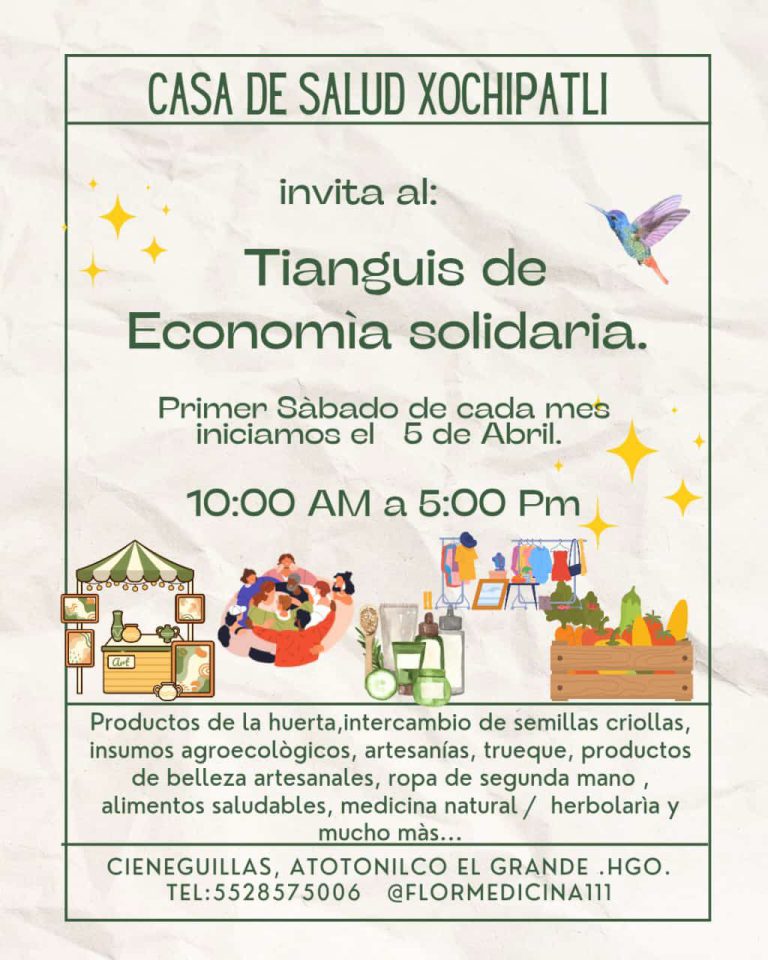 CASA DE SALUD XOCHIPATLI
invita al:
Tianguis de
Economìa solidaria.
Primer Sàbado de cada mes
iniciamos el 5 de Abril.
10:00 AM a 5:00 Pm
Art
Productos de la huerta,intercambio de semillas criollas,
insumos agroecològicos, artesanías, trueque, productos
de belleza artesanales, ropa de segunda mano ,
alimentos saludables, medicina natural / herbolarìa y
mucho màs...
CIENEGUILLAS, ATOTONILCO EL GRANDE .HGO.
TEL:5528575006 @FLORMEDICINA111